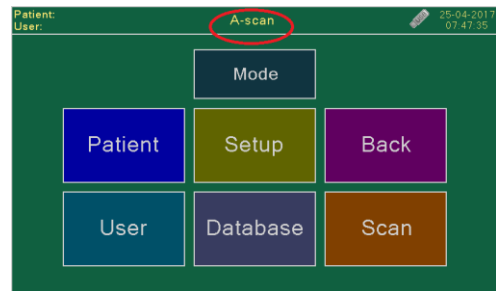 Patient:
User:
A-scan
25-04-2017
07:47:35
Mode
Patient Setup Back
User Database Scan